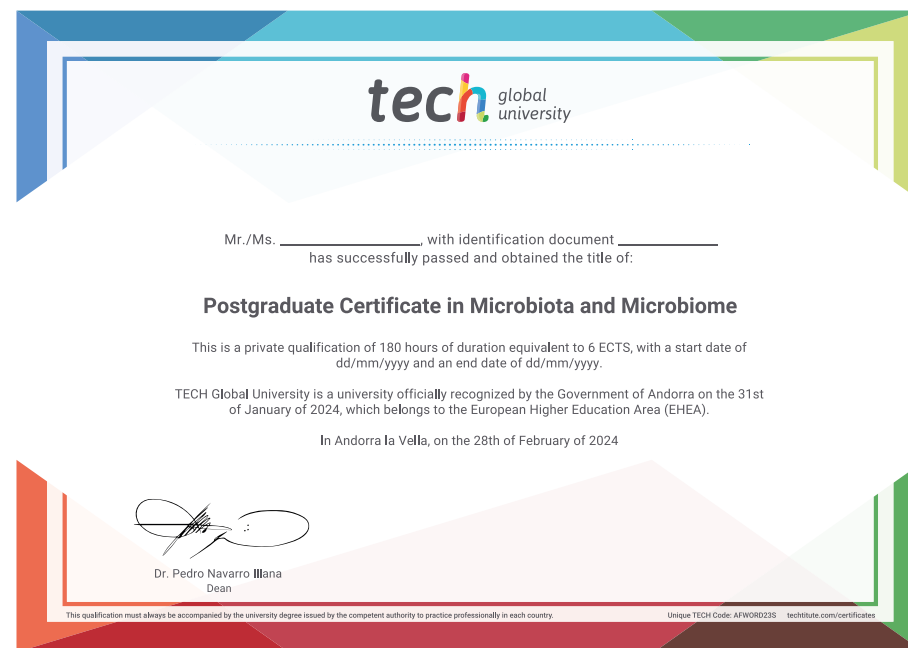 tech global university
Mr./Ms. ____________, with identification document ____________
has successfully passed and obtained the title of:
Postgraduate Certificate in Microbiota and Microbiome
This is a private qualification of 180 hours of duration equivalent to 6 ECTS, with a start date of
dd/mm/yyyy and an end date of dd/mm/yyyy.
TECH Global University is a university officially recognized by the Government of Andorra on the 31st
of January of 2024, which belongs to the European Higher Education Area (EHEA).
In Andorra la Vella, on the 28th of February of 2024
Dr. Pedro Navarro Illana
Dean
This qualification must always be accompanied by the university degree issued by the competent authority to practice professionally in each country.
Unique TECH Code: AFWORD23S techtitute.com/certificates